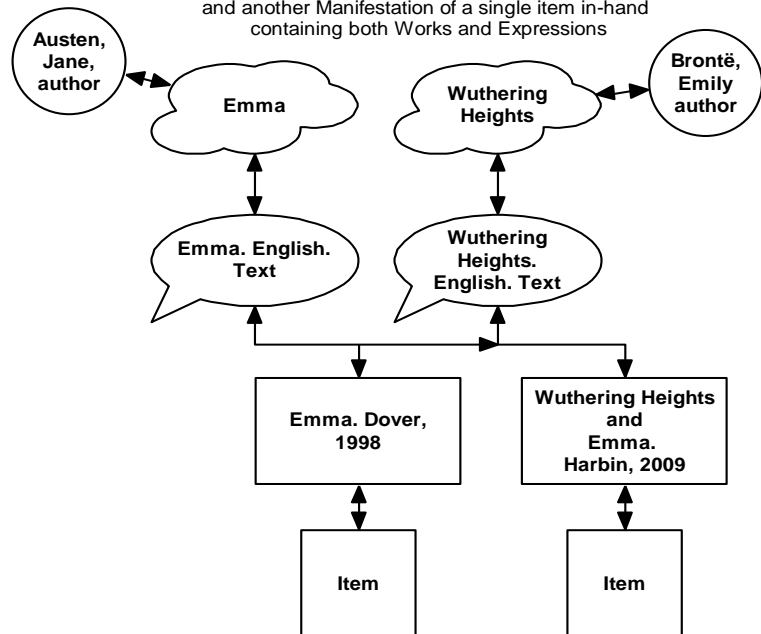 and another Manifestation of a single item in-hand
containing both Works and Expressions
Austen,
Jane,
author
Emma
Wuthering
Heights
Brontë,
Emily
author
Emma. English.
Text
Wuthering
Heights.
English. Text
Emma. Dover,
1998
Wuthering Heights
and
Emma.
Harbin, 2009
Item
Item